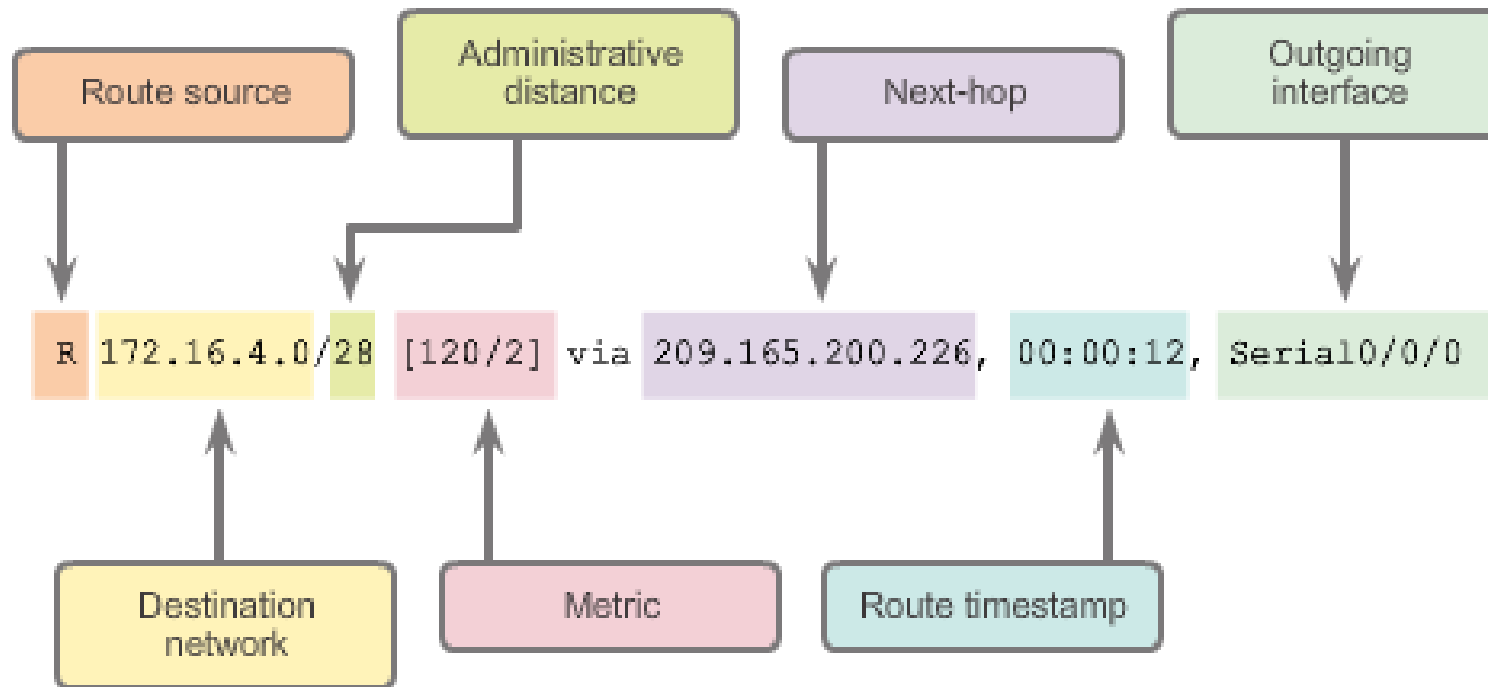 Route source
Administrative
distance
Next-hop
Outgoing
interface
R 172.16.4.0/28 [120/2] via 209.165.200.226, 00:00:12, Serial0/0/0
Destination
network
Metric
Route timestamp